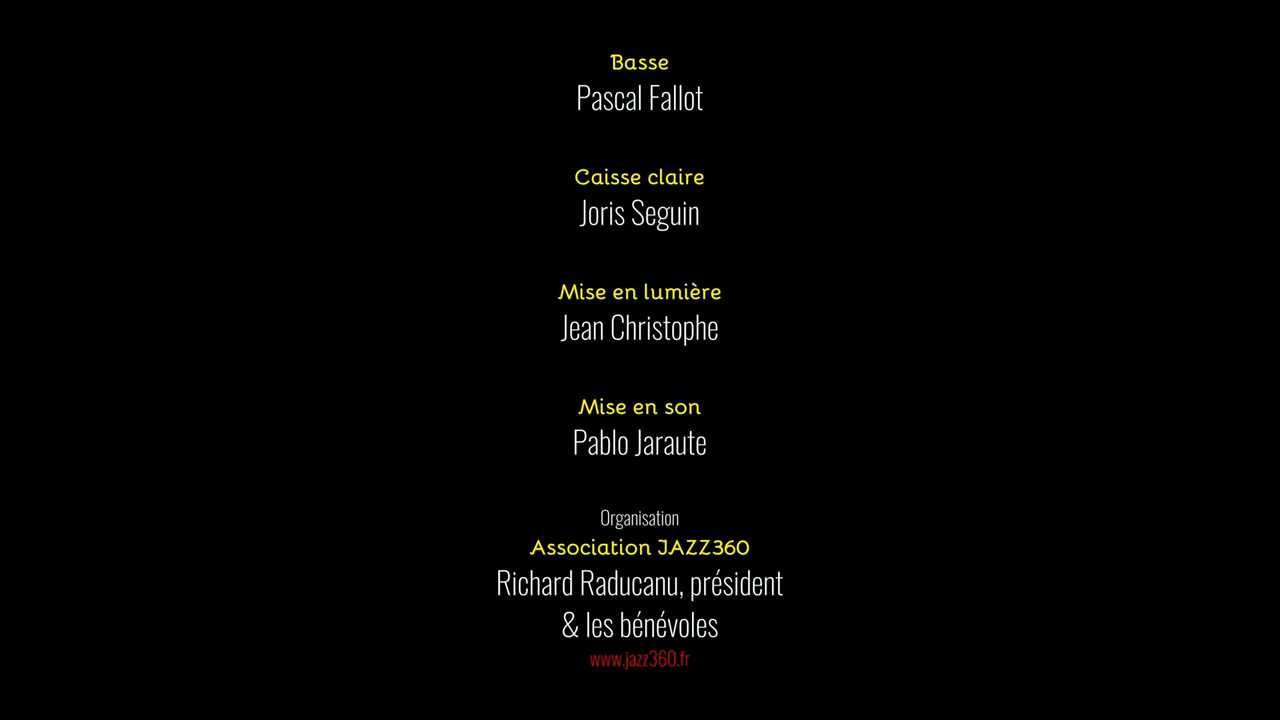 Basse
Pascal Fallot
Caisse claire
Joris Seguin
Mise en lumière
Jean Christophe
Mise en son
Pablo Jaraute
Organisation
Association JAZZ360
Richard Raducanu, président
& les bénévoles
www.jazz360.fr